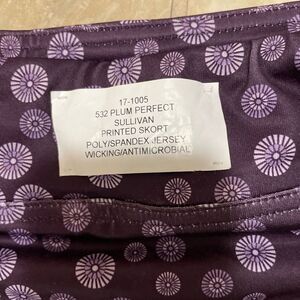 17-1005
532 PLUM PERFECT
SULLIVAN
PRINTED SKORT
POLY/SPANDEX JERSEY
WICKING/ANTIMICROBIAL